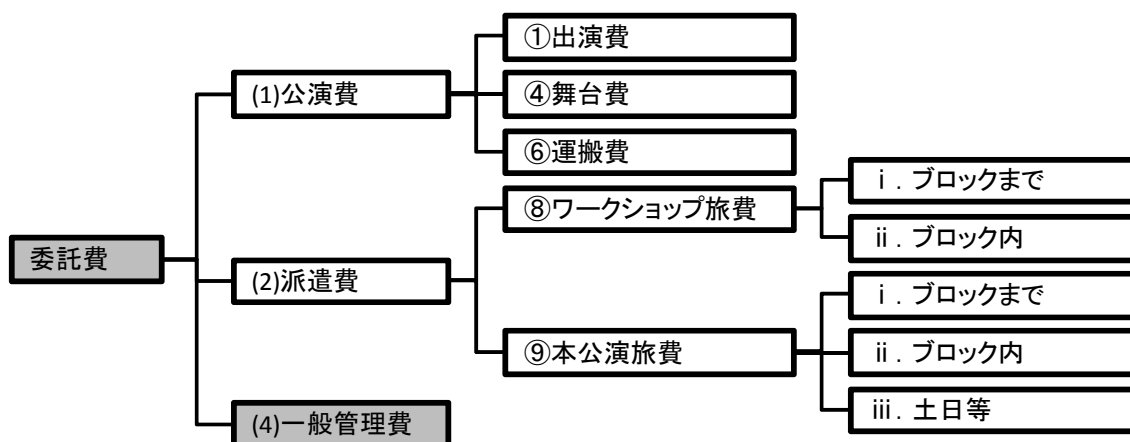 ①出演費
(1)公演費
④舞台費
⑥運搬費
ⅰ．ブロックまで
⑧ワークショップ旅費
ⅱ．ブロック内
委託費
(2)派遣費
ⅰ．ブロックまで
⑨本公演旅費
ⅱ．ブロック内
ⅲ．土日等
(4)一般管理費